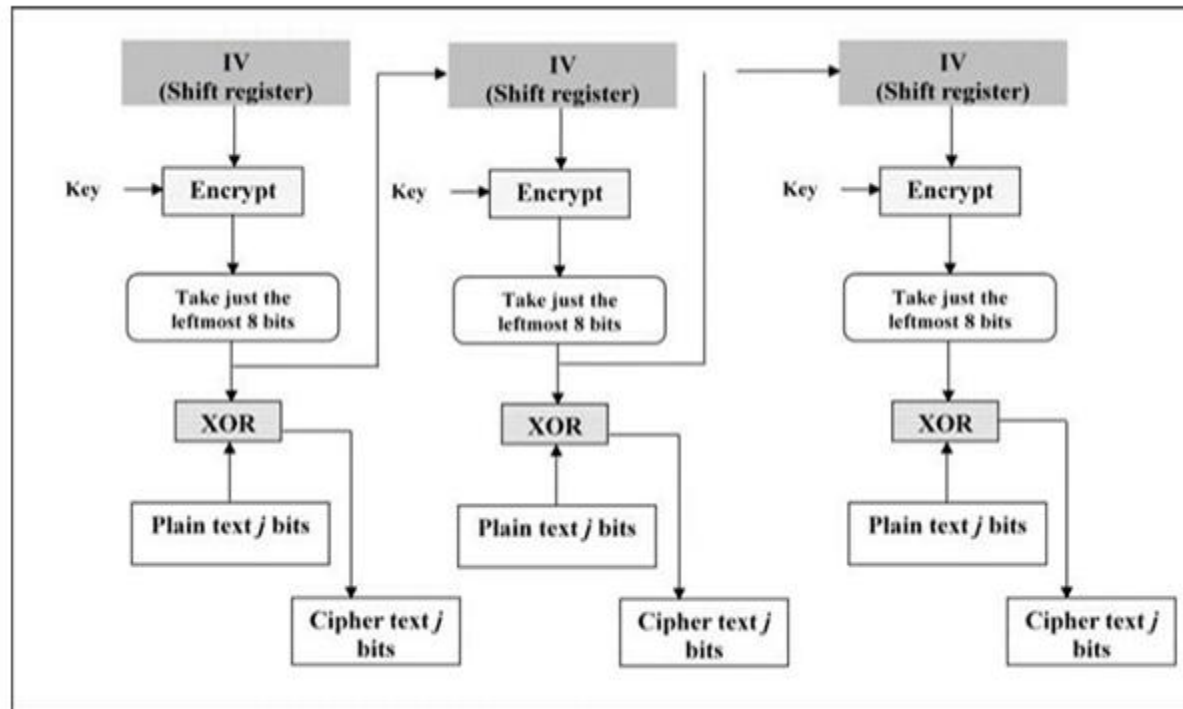 IV
(Shift register)
IV
(Shift register)
IV
(Shift register)
Key
Encrypt
Key
Encrypt
Key
Encrypt
Take just the
leftmost 8 bits
Take just the
leftmost 8 bits
Take just the
leftmost 8 bits
XOR
XOR
XOR
Plain text j bits
Plain text j bits
Plain text j bits
Cipher text j
bits
Cipher text j
bits
Cipher text j
bits